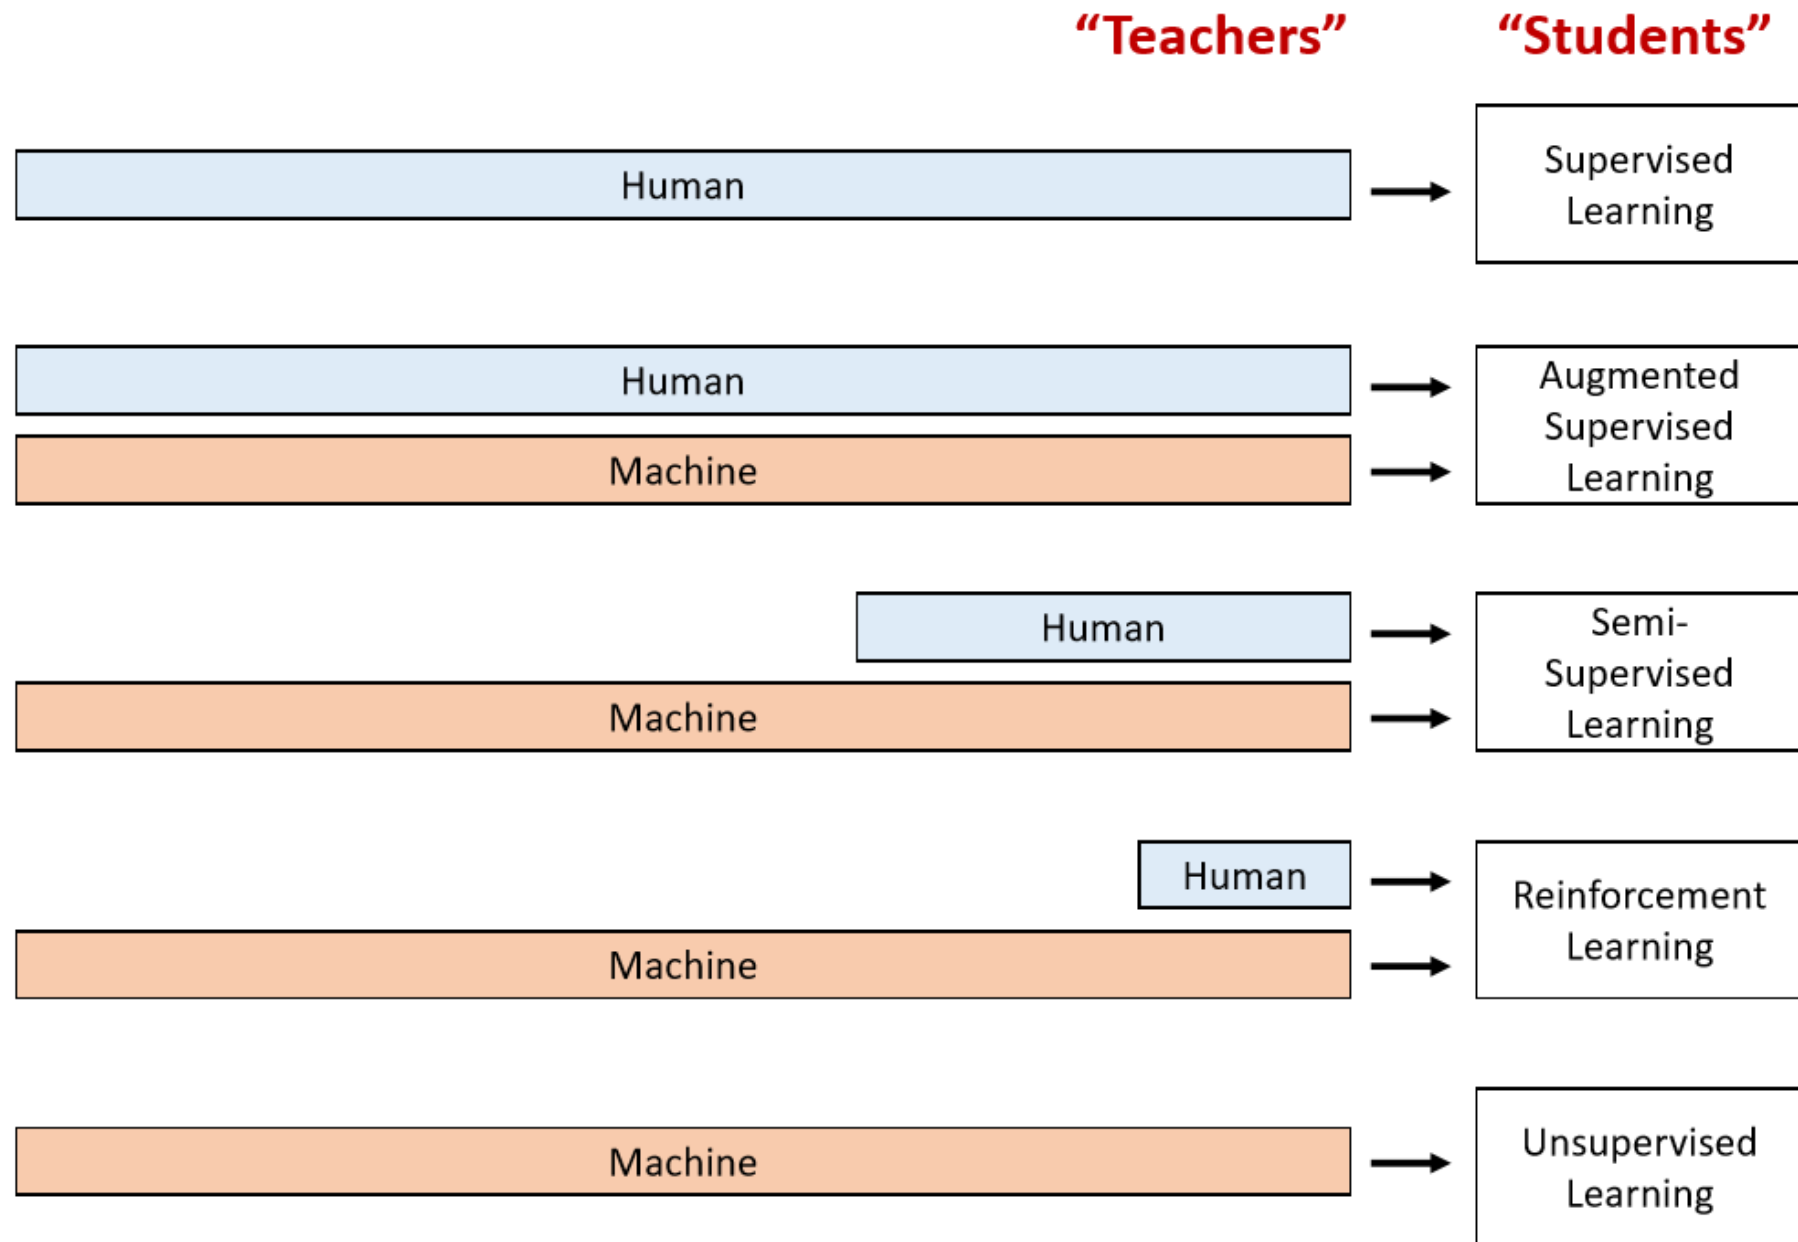 “Teachers” “Students”
Human
Supervised
Learning
Human
Machine
Augmented
Supervised
Learning
Human
Machine
Semi-
Supervised
Learning
Human
Machine
Reinforcement
Learning
Machine
Unsupervised
Learning